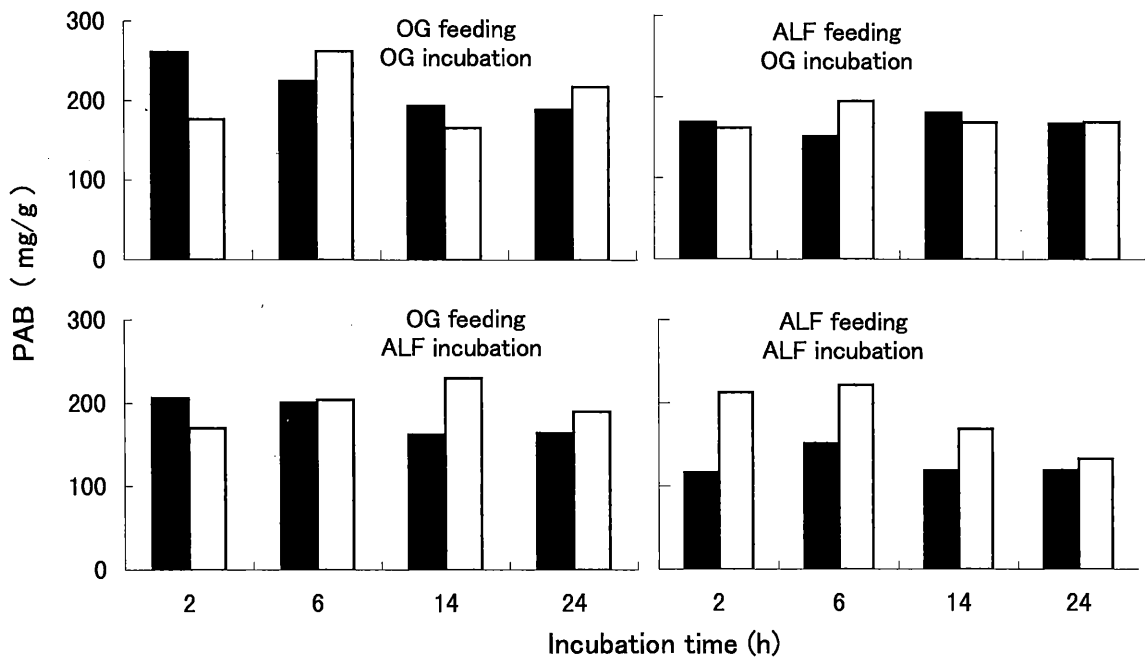 300
200
100
0
OG feeding
OG incubation
ALF feeding
OG incubation
PAB ( mg/g )
300
200
100
0
OG feeding
ALF incubation
ALF feeding
ALF incubation
2 6 14 24 2 6 14 24
Incubation time (h)